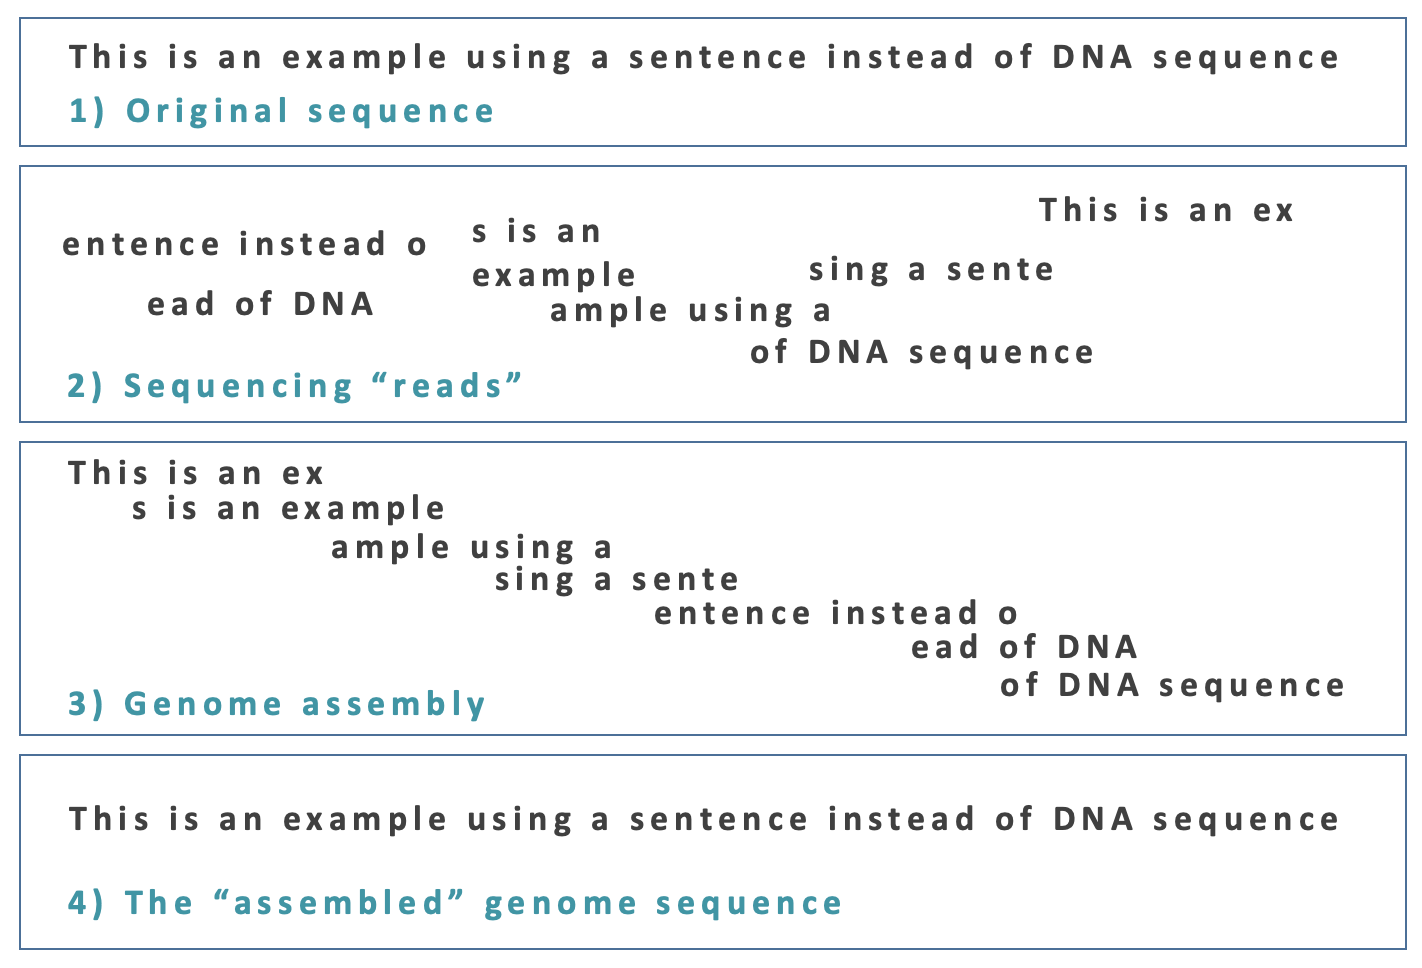 This is an example using a sentence instead of DNA sequence
1) Original sequence
This is an ex
entence instead o
s is an
example
sing a sente
ead of DNA
ample using a
of DNA sequence
2) Sequencing “reads”
This is an ex
s is an example
ample using a
sing a sente
entence instead o
ead of DNA
of DNA sequence
3) Genome assembly
This is an example using a sentence instead of DNA sequence
4) The “assembled” genome sequence